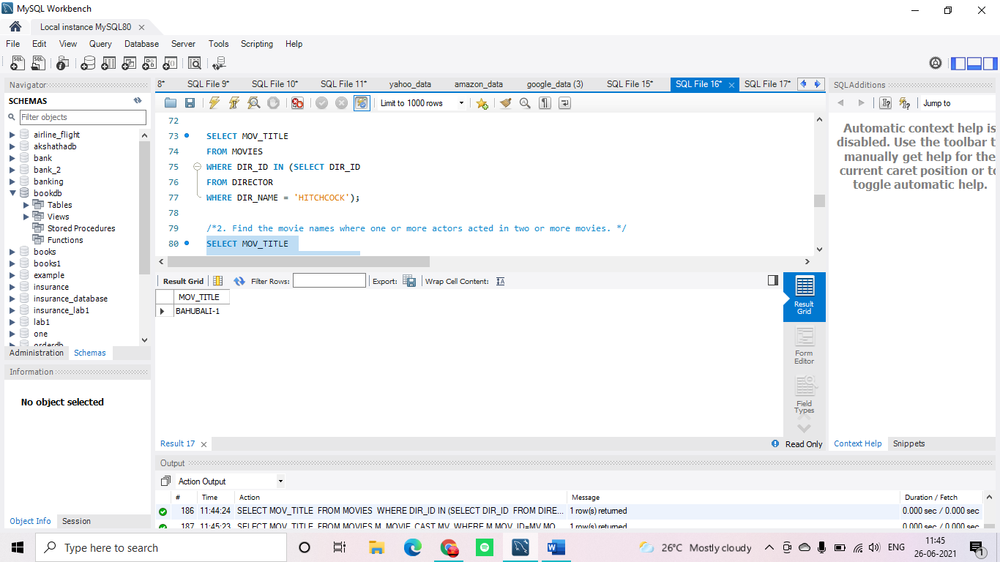 MySQL Workbench
Local instance MySQL80
File Edit View Query Database Server Tools Scripting Help
Navigator
SCHEMAS
Filter objects
airline_flight
akshathadb
bank
bank_2
banking
bookdb
Tables
Views
Stored Procedures
Functions
books
books1
example
insurance
insurance_database
insurance_lab1
lab1
one
orderdb
Administration Schemas
Information
No object selected
Object Info Session
8* SQL File 9* SQL File 10* SQL File 11* yahoo_data amazon_data google_data (3) SQL File 15* SQL File 16* SQL File 17*
Limit to 1000 rows
72
73 SELECT MOV_TITLE
74 FROM MOVIES
75 WHERE DIR_ID IN (SELECT DIR_ID
76 FROM DIRECTOR
77 WHERE DIR_NAME = 'HITCHCOCK');
78
79 /*2. Find the movie names where one or more actors acted in two or more movies. */
80 SELECT MOV_TITLE
Result Grid Filter Rows: Export: Wrap Cell Content: IA
MOV_TITLE
BAHUBALI-1
Result Grid
Form Editor
Field Types
Result 17 Read Only
Output
Action Output
# Time Action Message Duration / Fetch
186 11:44:24 SELECT MOV_TITLE FROM MOVIES WHERE DIR_ID IN (SELECT DIR_ID FROM DIRE... 1 row(s) returned 0.000 sec / 0.000 sec
187 11:45:23 SELECT MOV_TITLE FROM MOVIES M, MOVIE_CAST MV WHERE M.MOV_ID=MV.MO... 1 row(s) returned 0.000 sec / 0.000 sec
SQLAdditions
Jump to
Automatic context help is
disabled. Use the toolbar t
manually get help for the
current caret position or to
toggle automatic help.
Context Help Snippets
Type here to search
26°C Mostly cloudy
ENG
11:45
26-06-2021
1